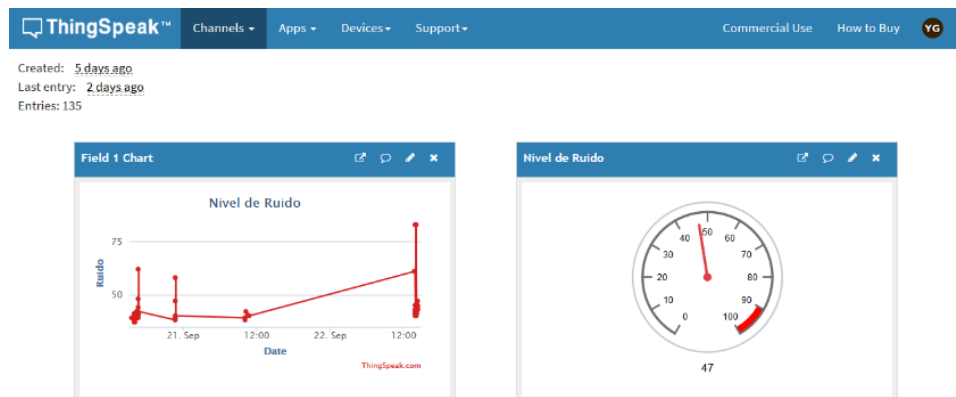 ThingSpeak™ Channels Apps Devices Support Commercial Use How to Buy YG
Created: 5 days ago
Last entry: 2 days ago
Entries: 135
Field 1 Chart
Nivel de Ruido
75
50
Ruido
21. Sep 12:00 22. Sep 12:00
Date
ThingSpeak.com
Nivel de Ruido
0
10
20
30
40
50
60
70
80
90
100
47